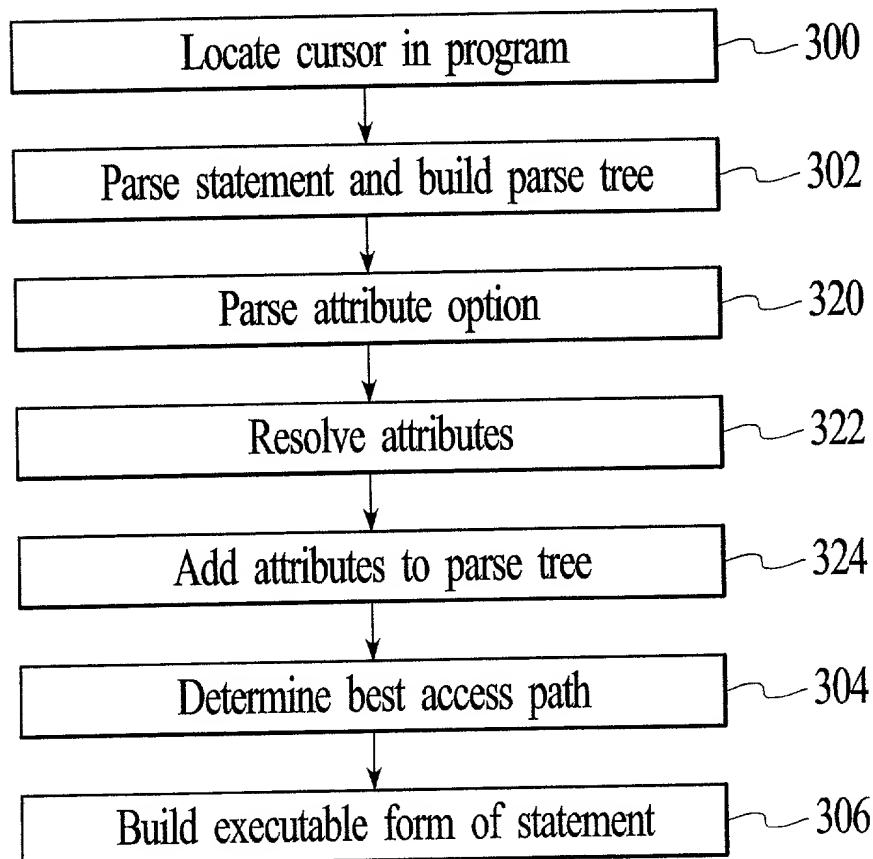 Locate cursor in program 300
Parse statement and build parse tree 302
Parse attribute option 320
Resolve attributes 322
Add attributes to parse tree 324
Determine best access path 304
Build executable form of statement 306